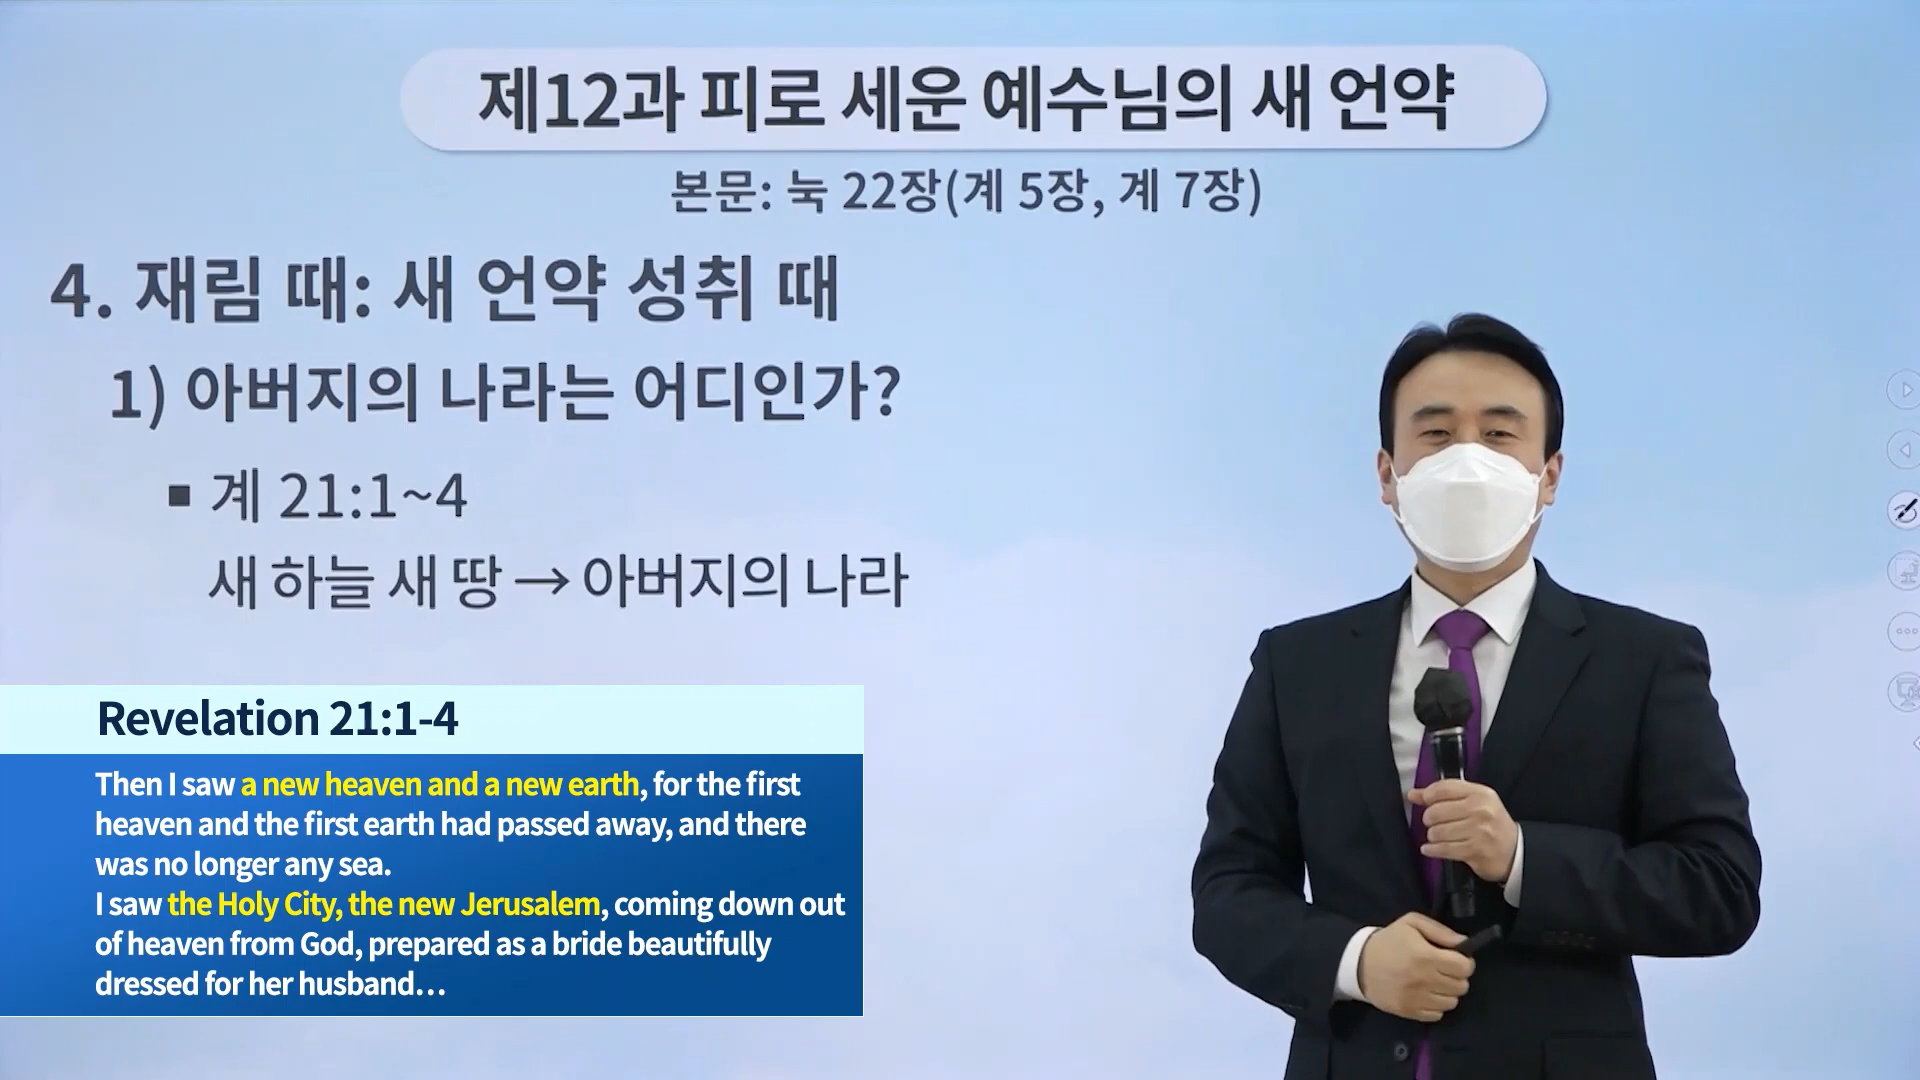 제12과 피로 세운 예수님의 새 언약
본문: 눅 22장(계 5장, 계 7장)
4. 재림 때: 새 언약 성취 때
1) 아버지의 나라는 어디인가?
▪ 계 21:1~4
새 하늘 새 땅 → 아버지의 나라
Revelation 21:1-4
Then I saw a new heaven and a new earth, for the first
heaven and the first earth had passed away, and there
was no longer any sea.
I saw the Holy City, the new Jerusalem, coming down out
of heaven from God, prepared as a bride beautifully
dressed for her husband…